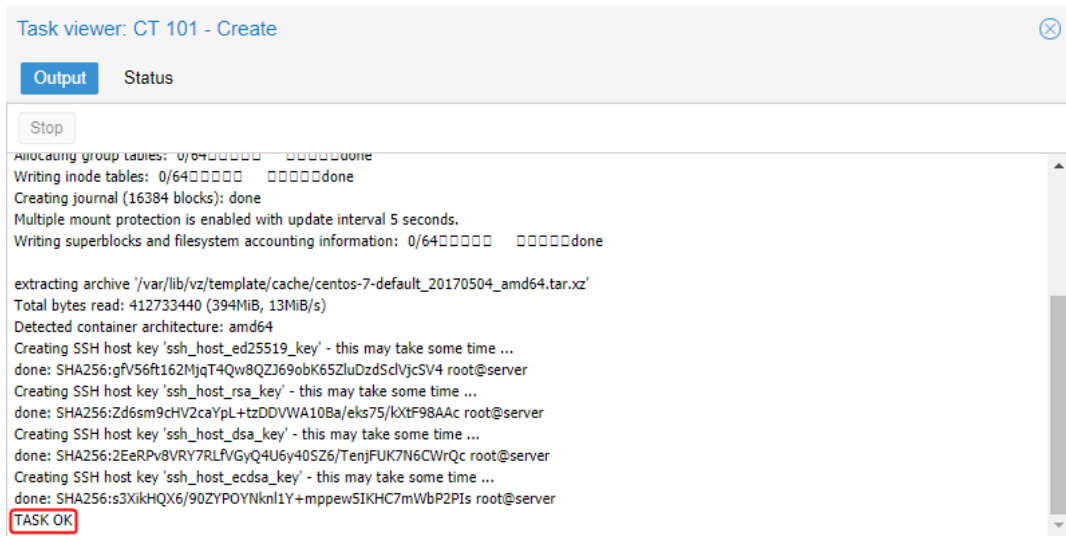 Task viewer: CT 101 - Create
Output Status
Stop
Allocating group tables: 0/64□□□□□ □□□□□done
Writing inode tables: 0/64□□□□□ □□□□□done
Creating journal (16384 blocks): done
Multiple mount protection is enabled with update interval 5 seconds.
Writing superblocks and filesystem accounting information: 0/64□□□□□ □□□□□done
extracting archive '/var/lib/vz/template/cache/centos-7-default_20170504_amd64.tar.xz'
Total bytes read: 412733440 (394MiB, 13MiB/s)
Detected container architecture: amd64
Creating SSH host key 'ssh_host_ed25519_key' - this may take some time ...
done: SHA256:gfV56ft162MjqT4Qw8QZJ69obK65ZluDzdSclVjcSV4 root@server
Creating SSH host key 'ssh_host_rsa_key' - this may take some time ...
done: SHA256:Zd6sm9cHV2caYpL+tzDDVWA10Ba/eks75/kXtF98AAc root@server
Creating SSH host key 'ssh_host_dsa_key' - this may take some time ...
done: SHA256:2EeRPv8VRY7RLfVGyQ4U6y40SZ6/TenjFUK7N6CWrQc root@server
Creating SSH host key 'ssh_host_ecdsa_key' - this may take some time ...
done: SHA256:s3XikHQX6/90ZYPOYNknl1Y+mppew5IKHC7mWbP2PIs root@server
TASK OK